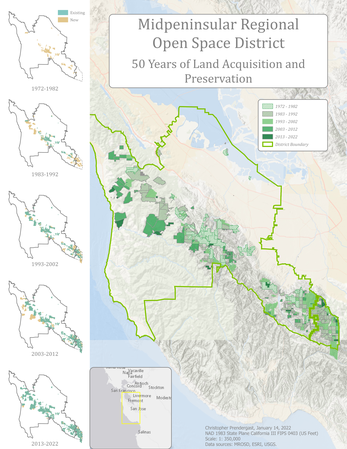 Midpeninsular Regional
Open Space District
50 Years of Land Acquisition and
Preservation
Existing
New
1972-1982
1983-1992
1993-2002
2003-2012
2013-2022
1972 - 1982
1983 - 1992
1993 - 2002
2003 - 2012
2013 - 2022
District Boundary
Vacaville
Fairfield
Concord
Stockton
San Francisco
Livermore
Fremont
Modesto
San Jose
Salinas
Christopher Prendergast, January 14, 2022
NAD 1983 State Plane California III FIPS 0403 (US Feet)
Scale: 1: 350,000
Data sources: MROSD, ESRI, USGS.